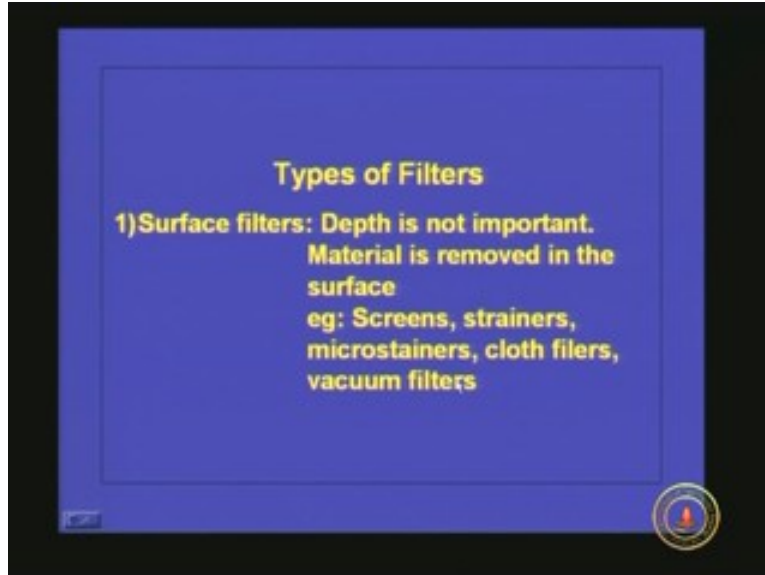 Types of Filters
1)Surface filters: Depth is not important.
Material is removed in the
surface
eg: Screens, strainers,
microstainers, cloth filers,
vacuum filters